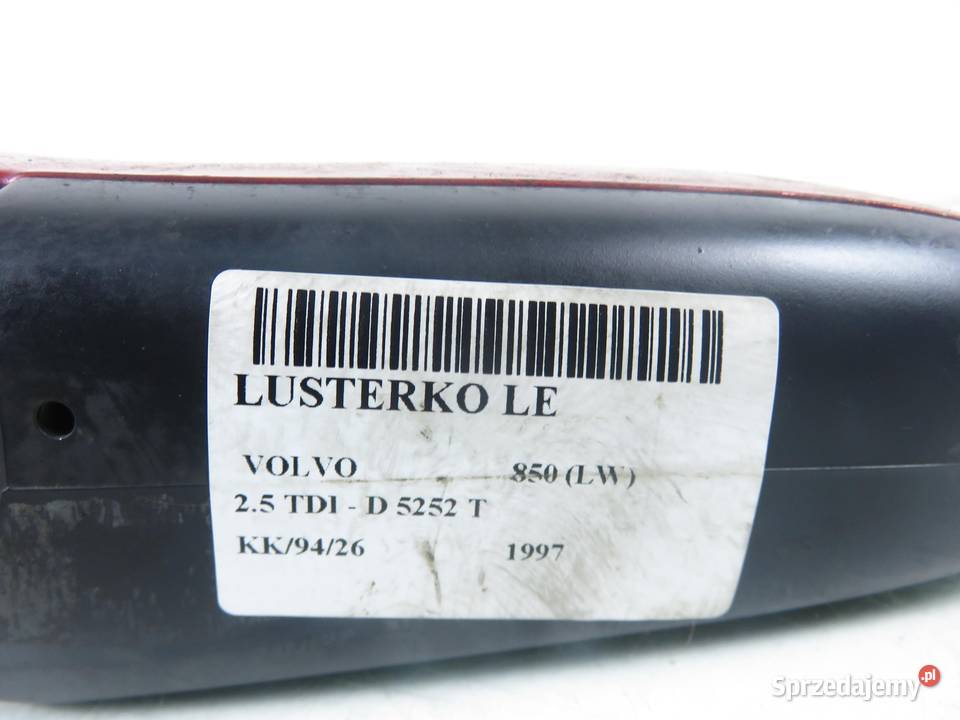 LUSTERKO LE
VOLVO 850 (LW)
2.5 TDI - D 5252 T
KK/94/26 1997
Sprzedajemy.pl